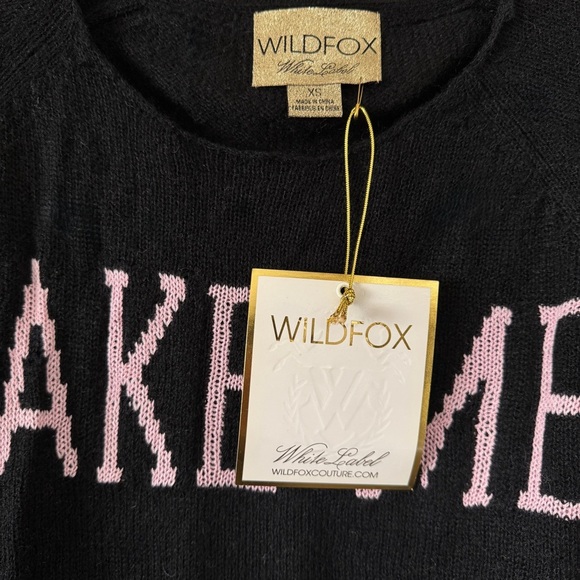 WILDFOX
White Label
XS
MADE IN CHINA
FABRIQUÉ EN CHINE
AKE ME
WILDFOX
W
White Label
WILDFOXCOUTURE.COM